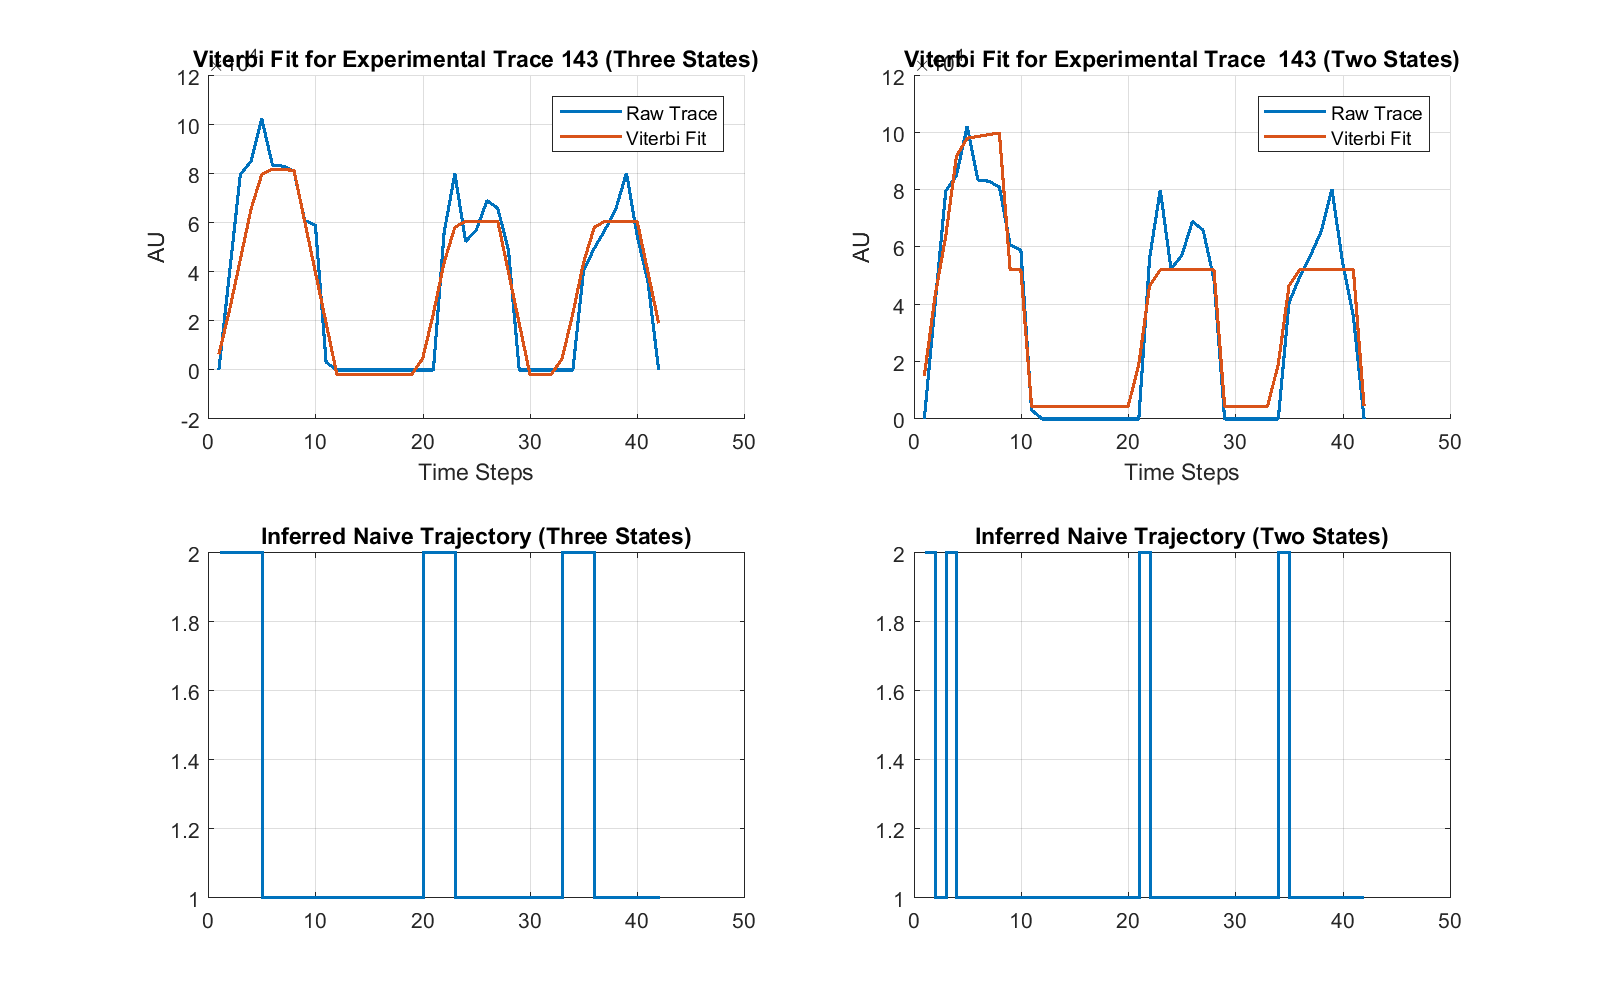 Viterbi Fit for Experimental Trace 143 (Three States)
12
10
8
6
4
2
0
-2
AU
Raw Trace
Viterbi Fit
0 10 20 30 40 50
Time Steps
Viterbi Fit for Experimental Trace 143 (Two States)
12
10
8
6
4
2
0
AU
Raw Trace
Viterbi Fit
0 10 20 30 40 50
Time Steps
Inferred Naive Trajectory (Three States)
2
1.8
1.6
1.4
1.2
1
0 10 20 30 40 50
Inferred Naive Trajectory (Two States)
2
1.8
1.6
1.4
1.2
1
0 10 20 30 40 50